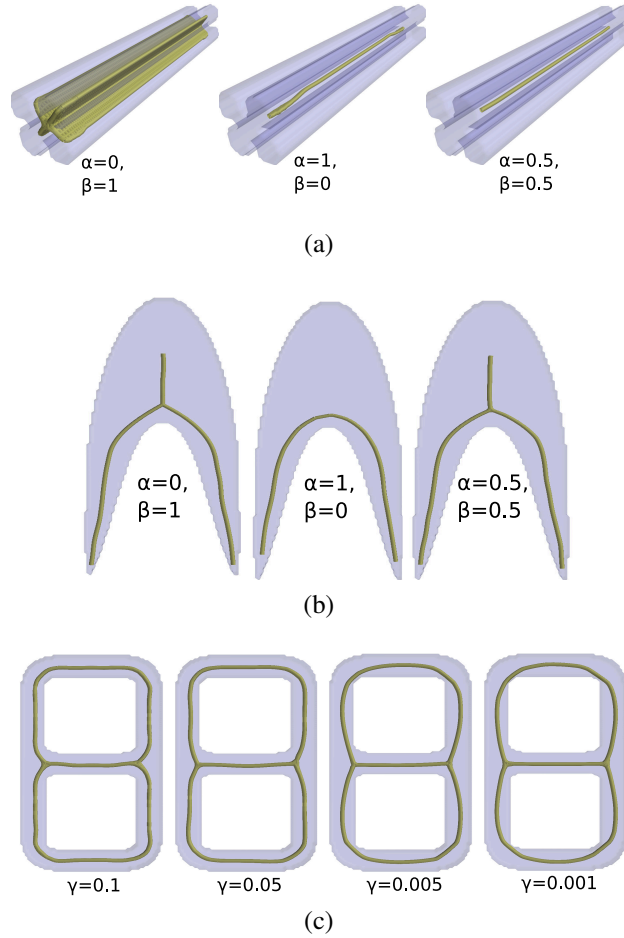 α=0,
β=1
α=1,
β=0
α=0.5,
β=0.5
(a)
α=0,
β=1
α=1,
β=0
α=0.5,
β=0.5
(b)
γ=0.1
γ=0.05
γ=0.005
γ=0.001
(c)